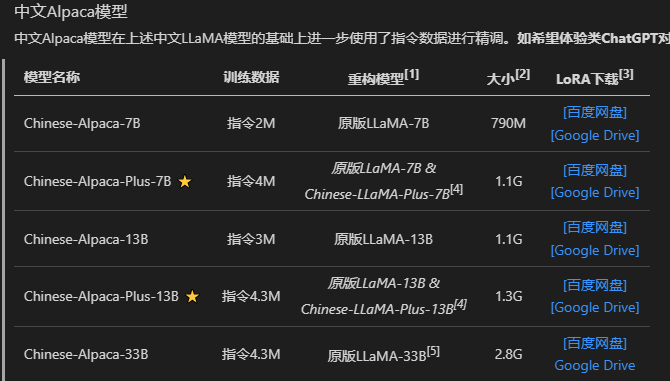 中文Alpaca模型
中文Alpaca模型在上述中文LLaMA模型的基础上进一步使用了指令数据进行精调。如希望体验类ChatGPT对
模型名称 训练数据 重构模型[1] 大小[2] LoRA下载[3]
Chinese-Alpaca-7B 指令2M 原版LLaMA-7B 790M [百度网盘]
[Google Drive]
Chinese-Alpaca-Plus-7B ⭐ 指令4M 原版LLaMA-7B & Chinese-LLaMA-Plus-7B[4] 1.1G [百度网盘]
[Google Drive]
Chinese-Alpaca-13B 指令3M 原版LLaMA-13B 1.1G [百度网盘]
[Google Drive]
Chinese-Alpaca-Plus-13B ⭐ 指令4.3M 原版LLaMA-13B & Chinese-LLaMA-Plus-13B[4] 1.3G [百度网盘]
[Google Drive]
Chinese-Alpaca-33B 指令4.3M 原版LLaMA-33B[5] 2.8G [百度网盘]
Google Drive